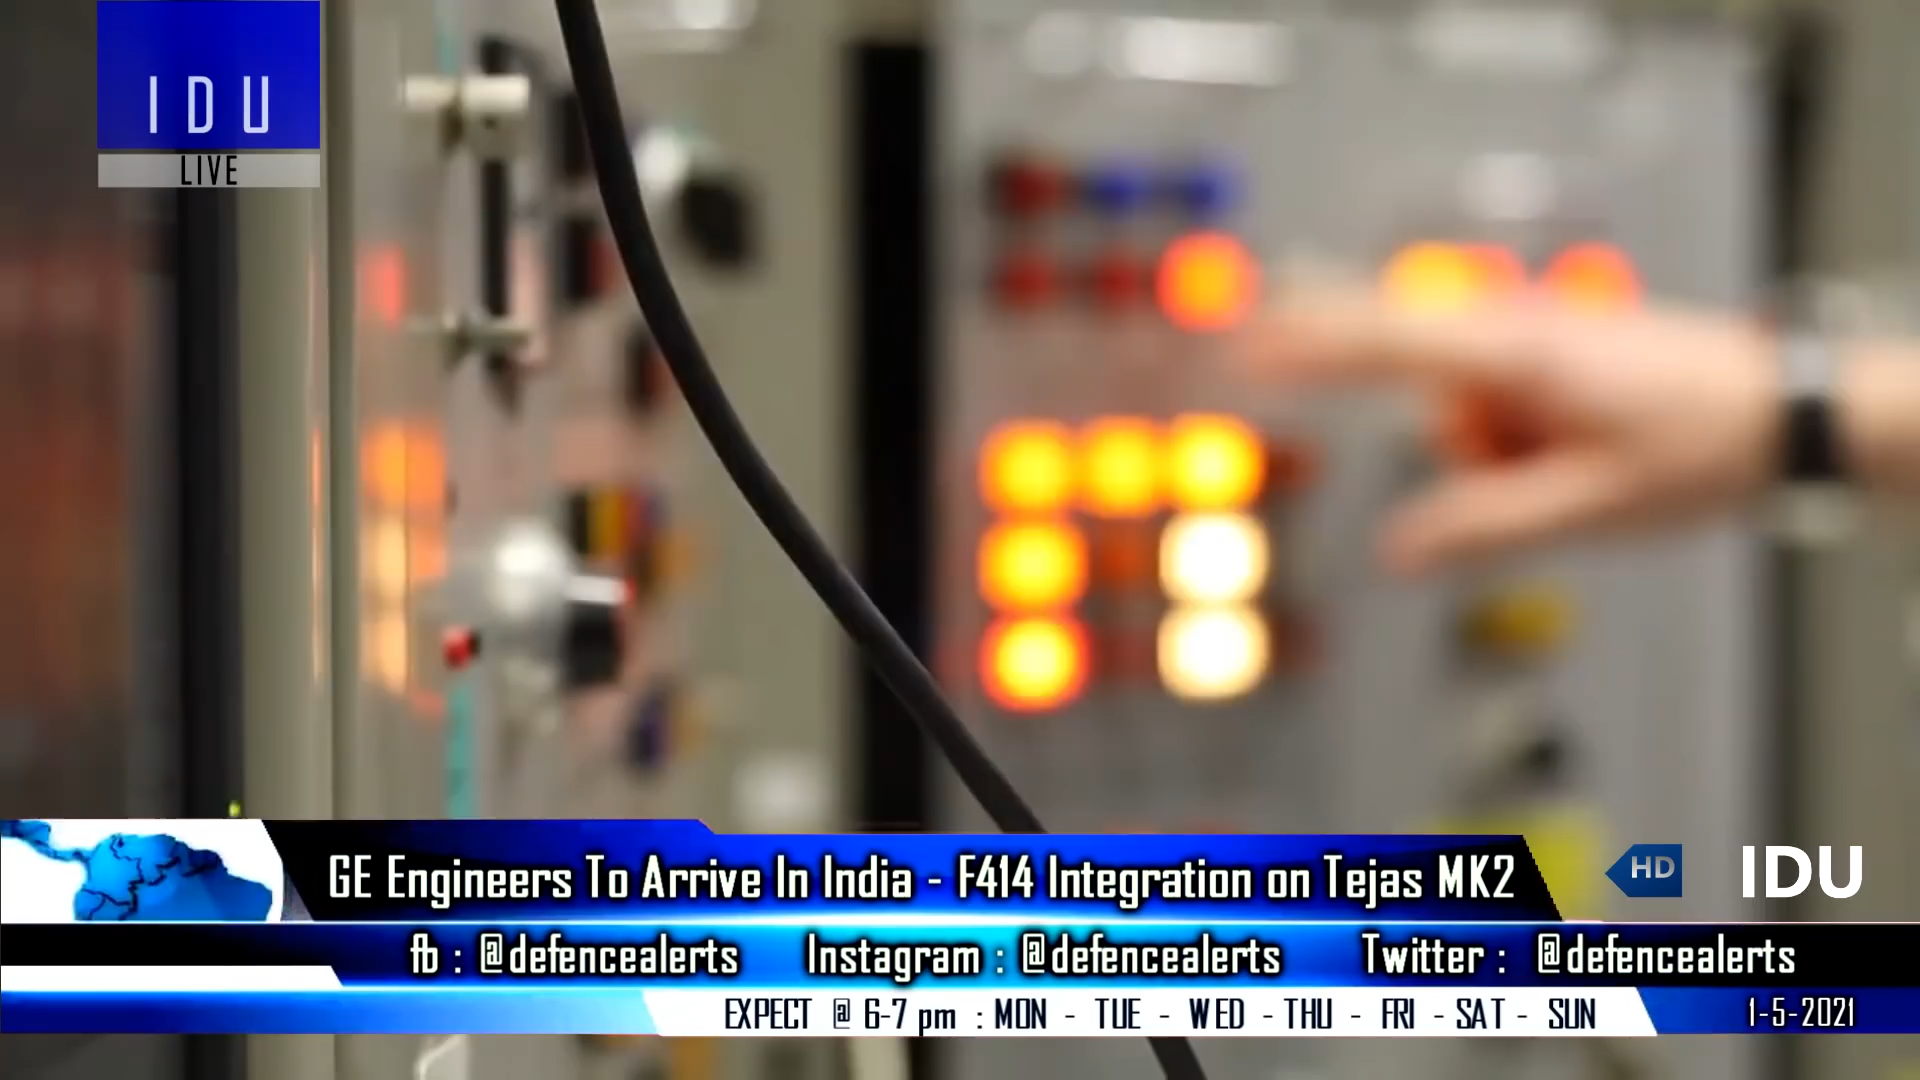 IDU
LIVE
GE Engineers To Arrive In India - F414 Integration on Tejas MK2
HD
IDU
fb : @defencealerts Instagram : @defencealerts Twitter : @defencealerts
EXPECT @ 6-7 pm : MON - TUE - WED - THU - FRI - SAT - SUN
1-5-2021